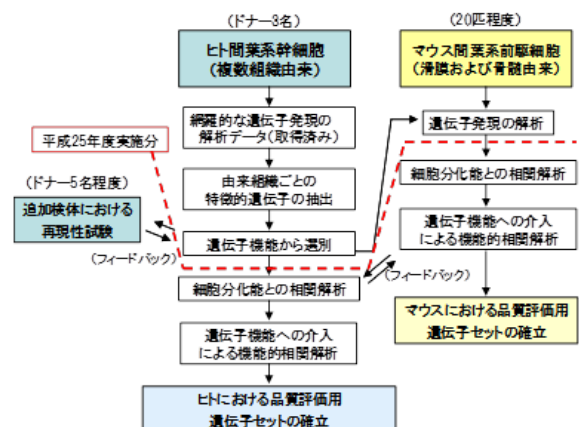 (ドナー3名)
ヒト間葉系幹細胞
(複数組織由来)
網羅的な遺伝子発現の
解析データ(取得済み)
平成25年度実施分
由来組織ごとの
特徴的遺伝子の抽出
(ドナー5名程度)
追加検体における
再現性試験
遺伝子機能から選別
(フィードバック)
細胞分化能との相関解析
遺伝子機能への介入
による機能的相関解析
ヒトにおける品質評価用
遺伝子セットの確立
(20匹程度)
マウス間葉系前駆細胞
(滑膜および骨髄由来)
遺伝子発現の解析
細胞分化能との相関解析
遺伝子機能への介入
による機能的相関解析
(フィードバック)
マウスにおける品質評価用
遺伝子セットの確立